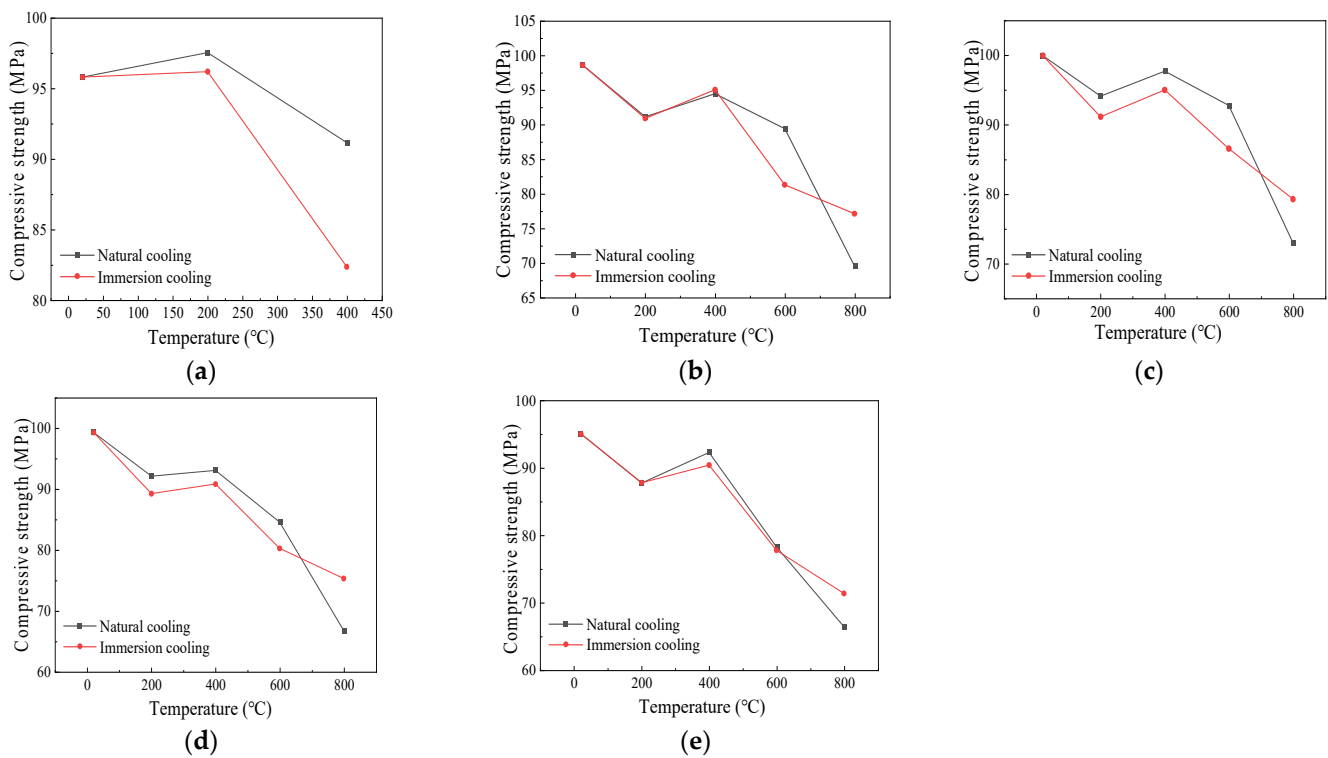 100
95
90
85
80
Compressive strength (MPa)
Natural cooling
Immersion cooling
0 50 100 150 200 250 300 350 400 450
Temperature (℃)
(a)
105
100
95
90
85
80
75
70
65
Compressive strength (MPa)
Natural cooling
Immersion cooling
0 200 400 600 800
Temperature (℃)
(b)
100
90
80
70
Compressive strength (MPa)
Natural cooling
Immersion cooling
0 200 400 600 800
Temperature (℃)
(c)
100
90
80
70
60
Compressive strength (MPa)
Natural cooling
Immersion cooling
0 200 400 600 800
Temperature (℃)
(d)
100
90
80
70
60
Compressive strength (MPa)
Natural cooling
Immersion cooling
0 200 400 600 800
Temperature (℃)
(e)